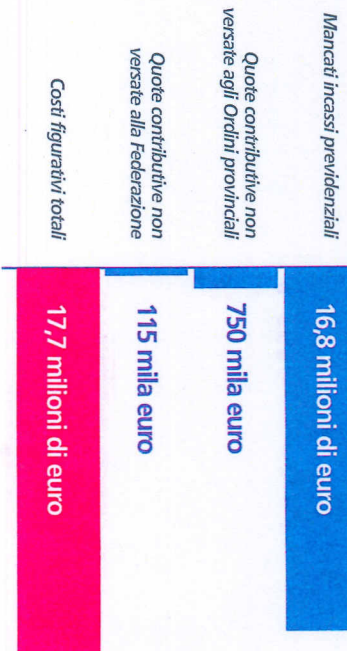 Mancati incassi previdenziali
16,8 milioni di euro
Quote contributive non
versate agli Ordini provinciali
750 mila euro
Quote contributive non
versate alla Federazione
115 mila euro
Costi figurativi totali
17,7 milioni di euro